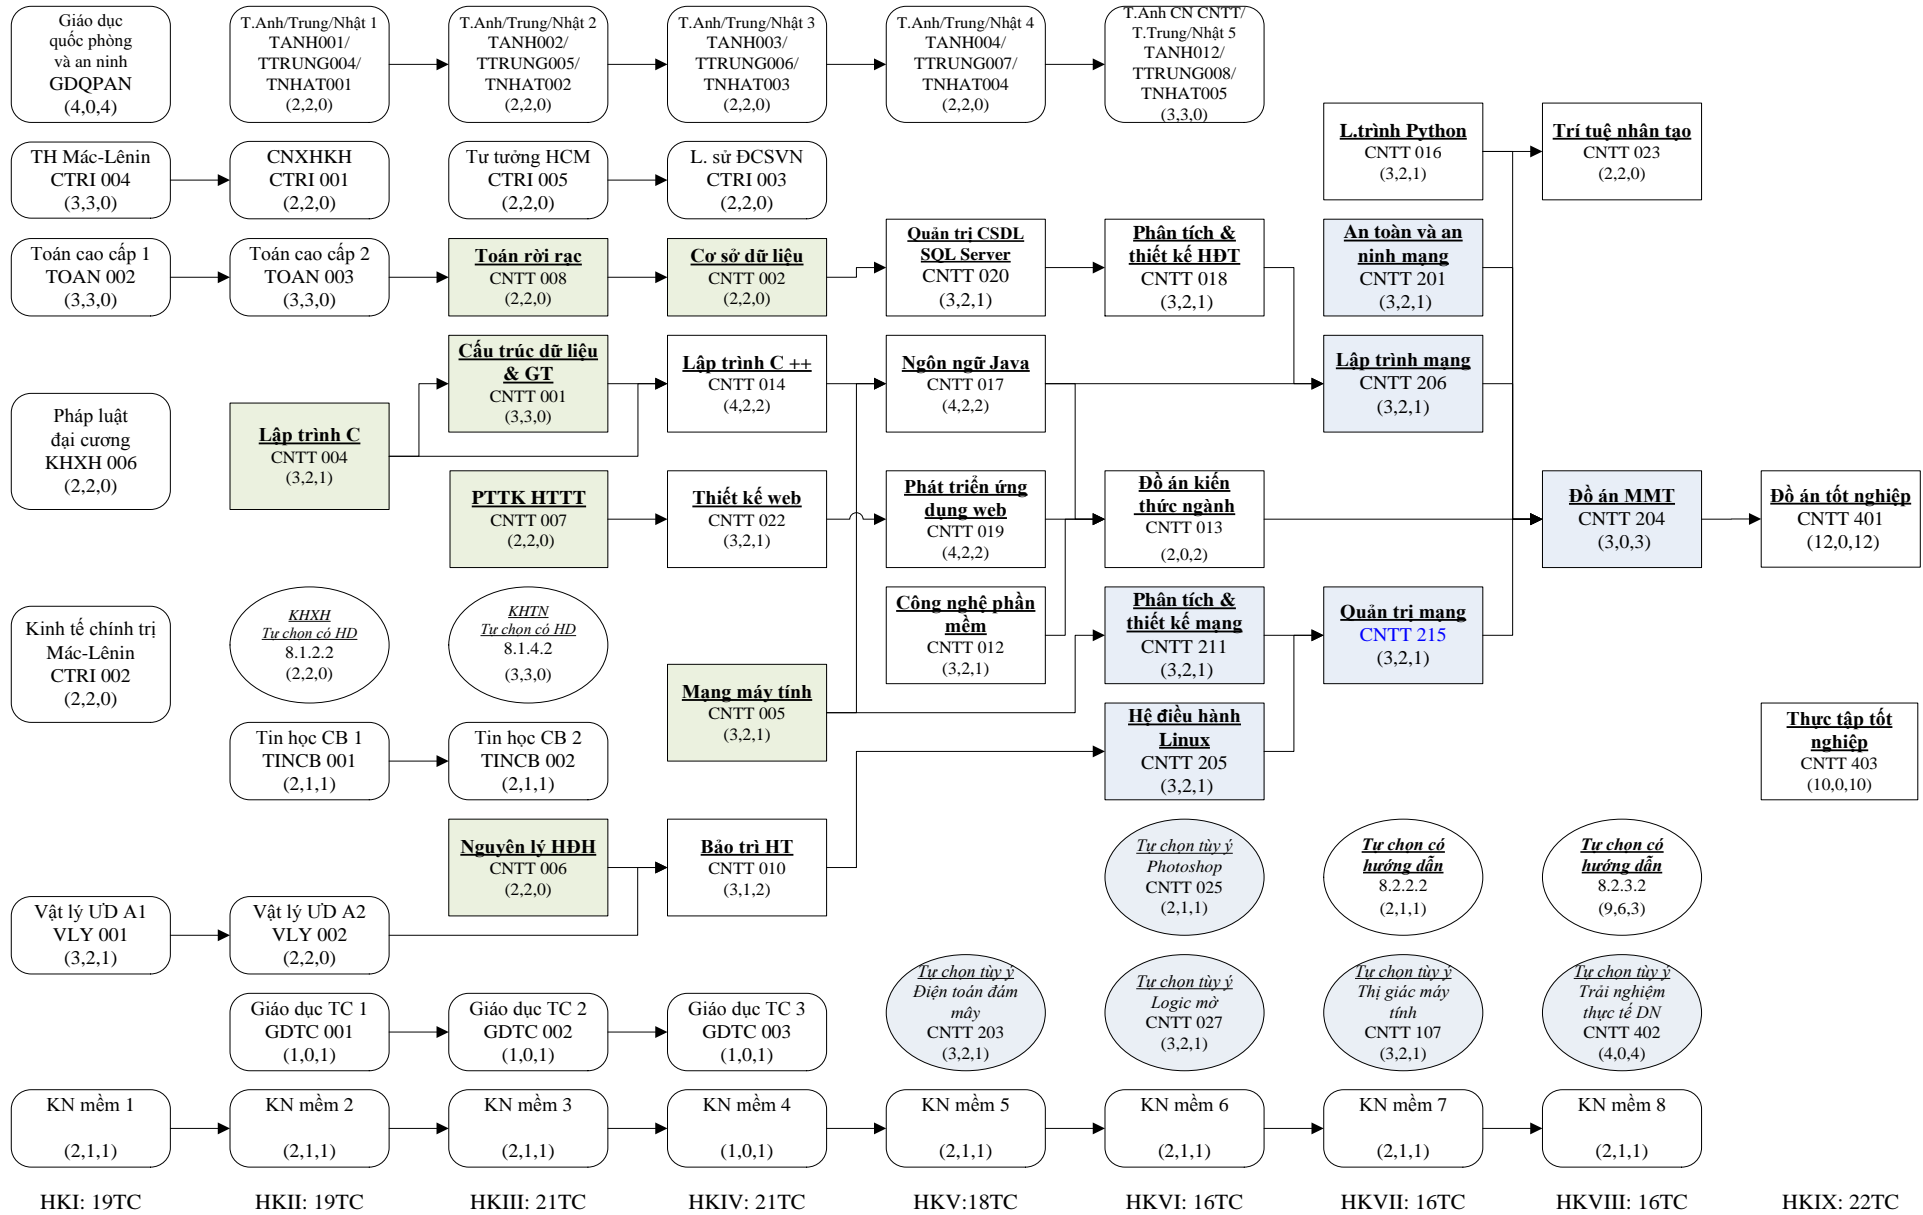 Giáo dục
quốc phòng
và an ninh
GDQPAN
(4,0,4)
T.Anh/Trung/Nhật 1
TANH001/
TTRUNG004/
TNHAT001
(2,2,0)
T.Anh/Trung/Nhật 2
TANH002/
TTRUNG005/
TNHAT002
(2,2,0)
T.Anh/Trung/Nhật 3
TANH003/
TTRUNG006/
TNHAT003
(2,2,0)
T.Anh/Trung/Nhật 4
TANH004/
TTRUNG007/
TNHAT004
(2,2,0)
T.Anh CN CNTT/
T.Trung/Nhật 5
TANH012/
TTRUNG008/
TNHAT005
(3,3,0)
L.trình Python
CNTT 016
(3,2,1)
Trí tuệ nhân tạo
CNTT 023
(2,2,0)
TH Mác-Lênin
CTRI 004
(3,3,0)
CNXHKH
CTRI 001
(2,2,0)
Tư tưởng HCM
CTRI 005
(2,2,0)
L. sử ĐCSVN
CTRI 003
(2,2,0)
Toán cao cấp 1
TOAN 002
(3,3,0)
Toán cao cấp 2
TOAN 003
(3,3,0)
Toán rời rạc
CNTT 008
(2,2,0)
Cơ sở dữ liệu
CNTT 002
(2,2,0)
Quản trị CSDL
SQL Server
CNTT 020
(3,2,1)
Phân tích &
thiết kế HĐT
CNTT 018
(3,2,1)
An toàn và an
ninh mạng
CNTT 201
(3,2,1)
Cấu trúc dữ liệu
& GT
CNTT 001
(3,3,0)
Lập trình C ++
CNTT 014
(4,2,2)
Ngôn ngữ Java
CNTT 017
(4,2,2)
Lập trình mạng
CNTT 206
(3,2,1)
Pháp luật
đại cương
KHXH 006
(2,2,0)
Lập trình C
CNTT 004
(3,2,1)
PTTK HTTT
CNTT 007
(2,2,0)
Thiết kế web
CNTT 022
(3,2,1)
Phát triển ứng
dụng web
CNTT 019
(4,2,2)
Đồ án kiến
thức ngành
CNTT 013
(2,0,2)
Đồ án MMT
CNTT 204
(3,0,3)
Đồ án tốt nghiệp
CNTT 401
(12,0,12)
Kinh tế chính trị
Mác-Lênin
CTRI 002
(2,2,0)
KHXH
Tự chọn có HD
8.1.2.2
(2,2,0)
KHTN
Tự chọn có HD
8.1.4.2
(3,3,0)
Công nghệ phần
mềm
CNTT 012
(3,2,1)
Phân tích &
thiết kế mạng
CNTT 211
(3,2,1)
Quản trị mạng
CNTT 215
(3,2,1)
Mạng máy tính
CNTT 005
(3,2,1)
Tin học CB 1
TINCB 001
(2,1,1)
Tin học CB 2
TINCB 002
(2,1,1)
Hệ điều hành
Linux
CNTT 205
(3,2,1)
Thực tập tốt
nghiệp
CNTT 403
(10,0,10)
Nguyên lý HĐH
CNTT 006
(2,2,0)
Bảo trì HT
CNTT 010
(3,1,2)
Tự chọn tùy ý
Photoshop
CNTT 025
(2,1,1)
Tự chọn có
hướng dẫn
8.2.2.2
(2,1,1)
Tự chọn có
hướng dẫn
8.2.3.2
(9,6,3)
Vật lý ƯD A1
VLY 001
(3,2,1)
Vật lý ƯD A2
VLY 002
(2,2,0)
Tự chọn tùy ý
Điện toán đám
mây
CNTT 203
(3,2,1)
Tự chọn tùy ý
Logic mờ
CNTT 027
(3,2,1)
Tự chọn tùy ý
Thị giác máy
tính
CNTT 107
(3,2,1)
Tự chọn tùy ý
Trải nghiệm
thực tế DN
CNTT 402
(4,0,4)
Giáo dục TC 1
GDTC 001
(1,0,1)
Giáo dục TC 2
GDTC 002
(1,0,1)
Giáo dục TC 3
GDTC 003
(1,0,1)
KN mềm 1
(2,1,1)
KN mềm 2
(2,1,1)
KN mềm 3
(2,1,1)
KN mềm 4
(1,0,1)
KN mềm 5
(2,1,1)
KN mềm 6
(2,1,1)
KN mềm 7
(2,1,1)
KN mềm 8
(2,1,1)
HKI: 19TC
HKII: 19TC
HKIII: 21TC
HKIV: 21TC
HKV:18TC
HKVI: 16TC
HKVII: 16TC
HKVIII: 16TC
HKIX: 22TC